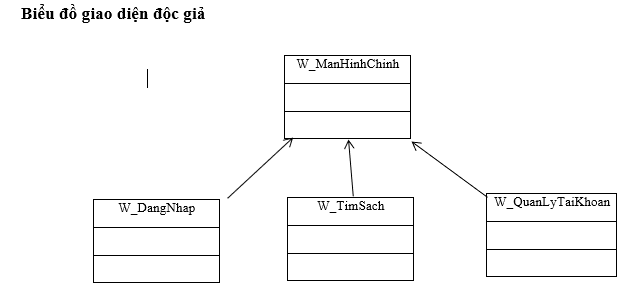 Biểu đồ giao diện độc giả
W_ManHinhChinh
W_DangNhap
W_TimSach
W_QuanLyTaiKhoan